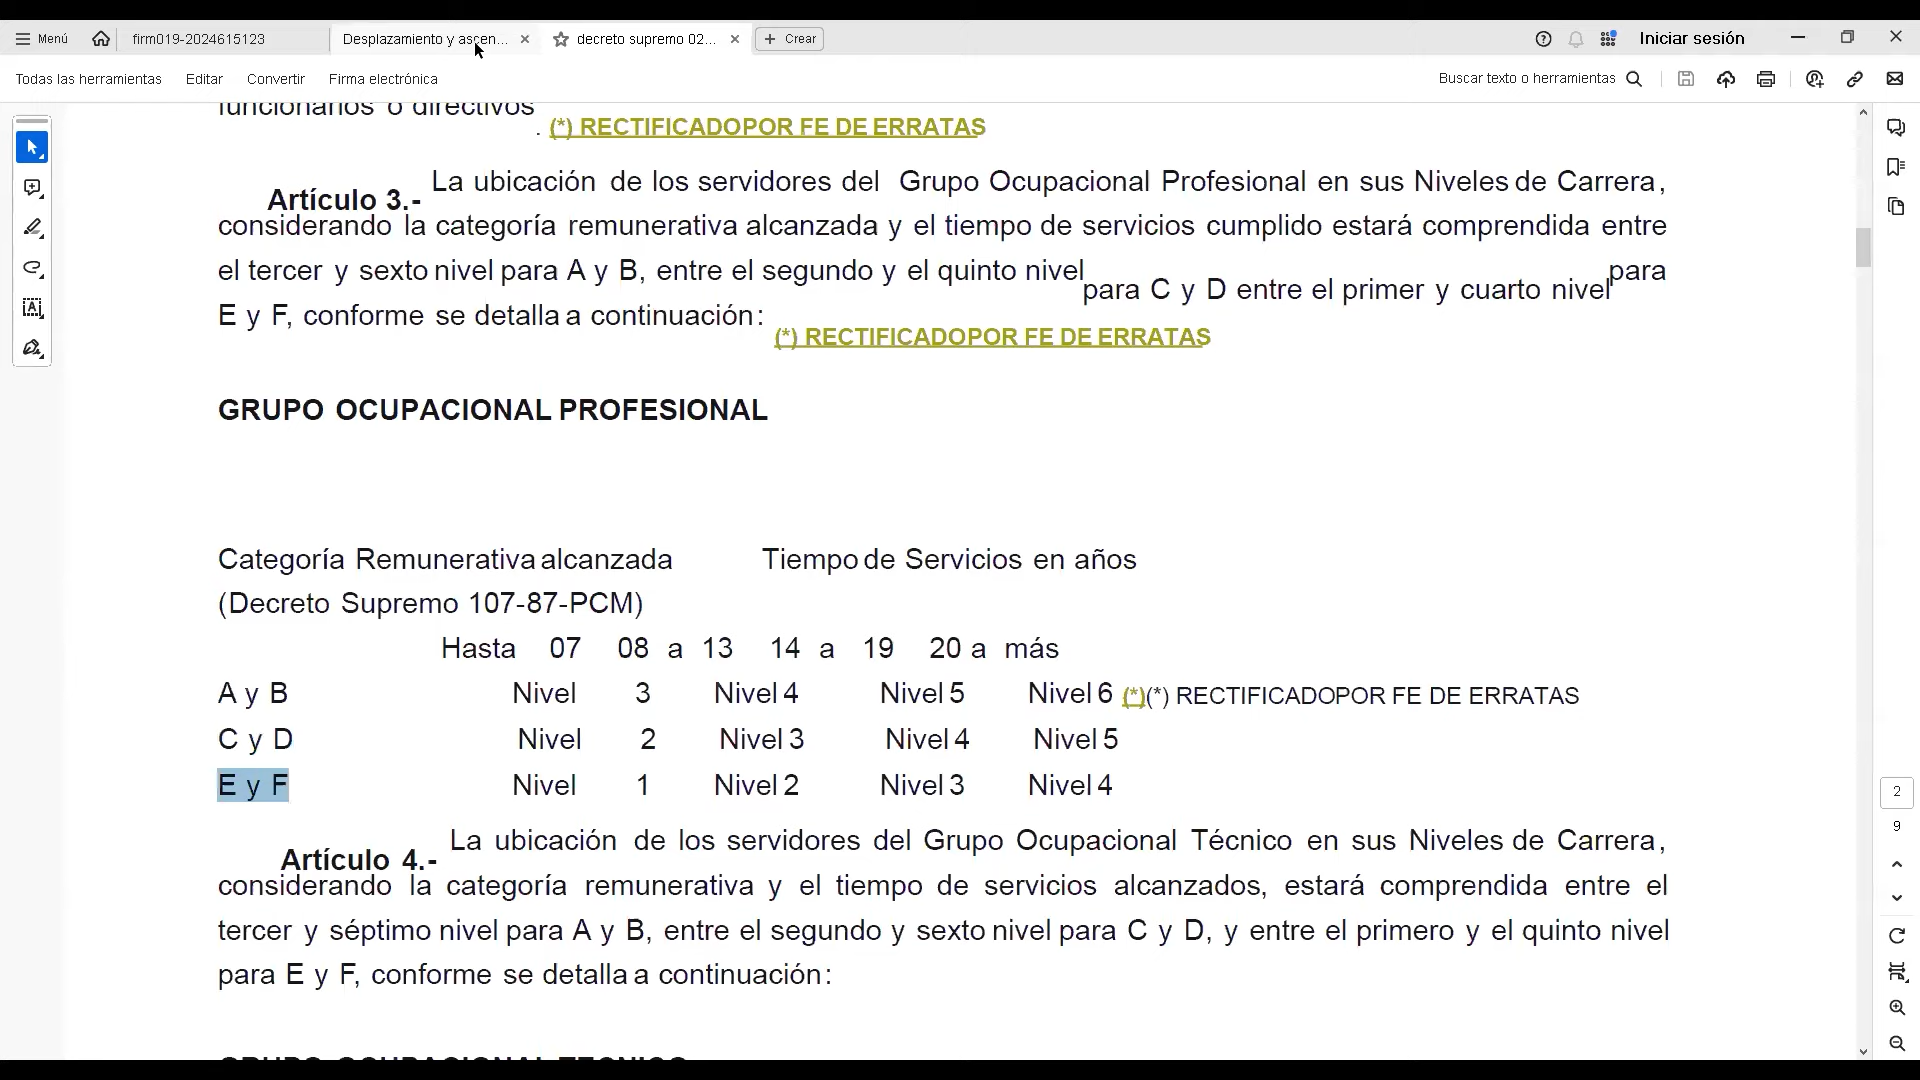 Menú
firm019-2024615123
Desplazamiento y ascen...
decreto supremo 02...
Crear
Iniciar sesión
Todas las herramientas
Editar
Convertir
Firma electrónica
Buscar texto o herramientas
funcionarios o directivos
. (*) RECTIFICADOPOR FE DE ERRATAS
Artículo 3.- La ubicación de los servidores del Grupo Ocupacional Profesional en sus Niveles de Carrera,
considerando la categoría remunerativa alcanzada y el tiempo de servicios cumplido estará comprendida entre
el tercer y sexto nivel para A y B, entre el segundo y el quinto nivel para C y D entre el primer y cuarto nivel para
E y F, conforme se detalla a continuación:
(*) RECTIFICADOPOR FE DE ERRATAS
GRUPO OCUPACIONAL PROFESIONAL
Categoría Remunerativa alcanzada Tiempo de Servicios en años
(Decreto Supremo 107-87-PCM)
Hasta 07 08 a 13 14 a 19 20 a más
A y B Nivel 3 Nivel 4 Nivel 5 Nivel 6 (*)(*) RECTIFICADOPOR FE DE ERRATAS
C y D Nivel 2 Nivel 3 Nivel 4 Nivel 5
E y F Nivel 1 Nivel 2 Nivel 3 Nivel 4
Artículo 4.- La ubicación de los servidores del Grupo Ocupacional Técnico en sus Niveles de Carrera,
considerando la categoría remunerativa y el tiempo de servicios alcanzados, estará comprendida entre el
tercer y séptimo nivel para A y B, entre el segundo y sexto nivel para C y D, y entre el primero y el quinto nivel
para E y F, conforme se detalla a continuación:
GRUPO OCUPACIONAL TECNICO
2
9